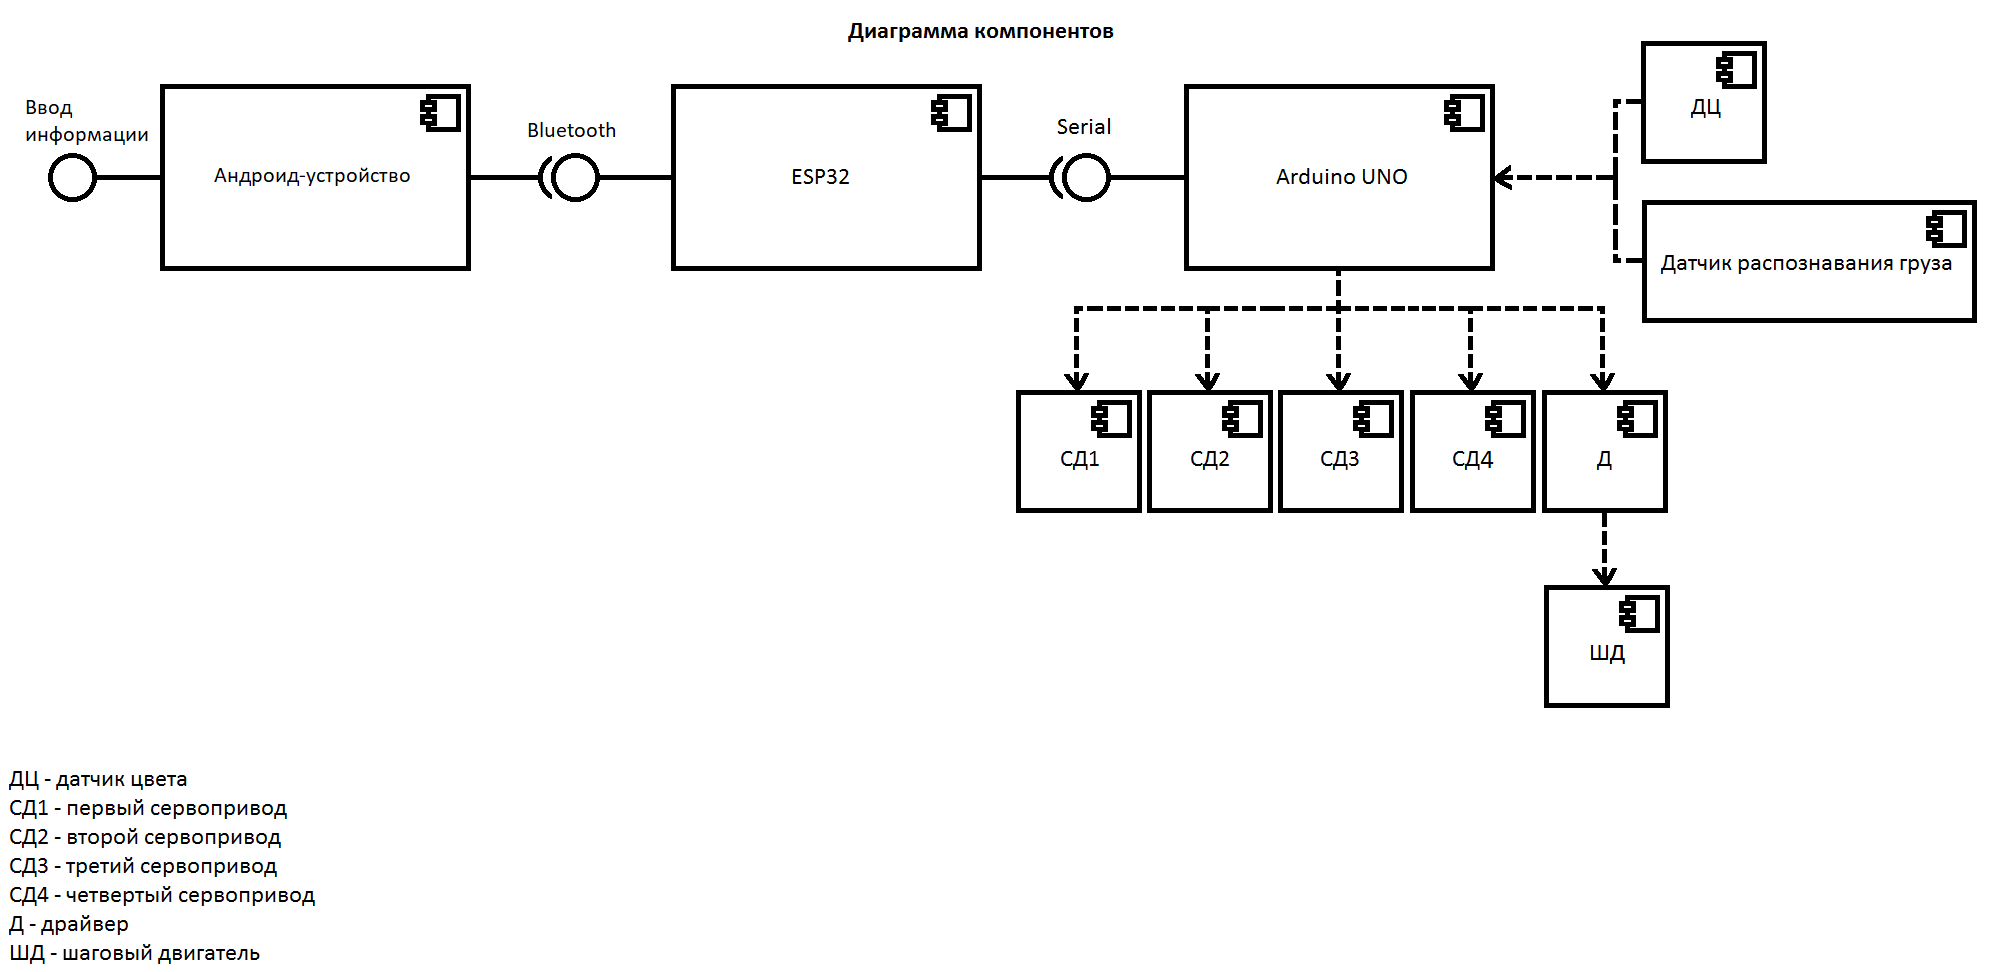 Диаграмма компонентов
Ввод
информации
Андроид-устройство
Bluetooth
ESP32
Serial
Arduino UNO
ДЦ
Датчик распознавания груза
СД1
СД2
СД3
СД4
Д
ШД
ДЦ - датчик цвета
СД1 - первый сервопривод
СД2 - второй сервопривод
СД3 - третий сервопривод
СД4 - четвертый сервопривод
Д - драйвер
ШД - шаговый двигатель